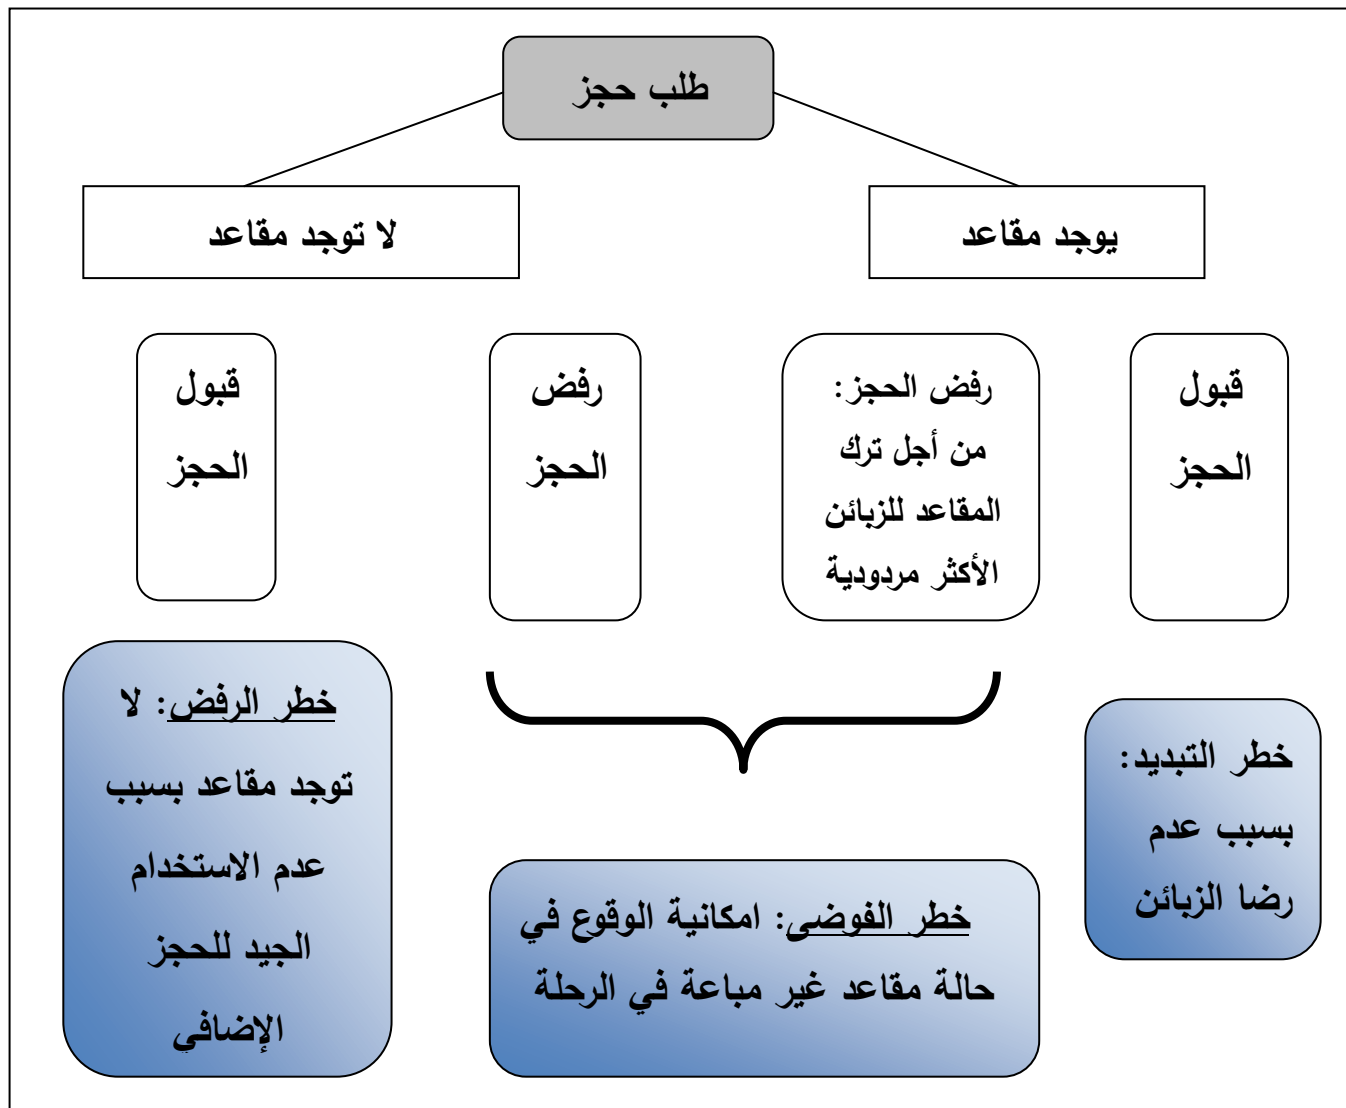 طلب حجز
يوجد مقاعد
لا توجد مقاعد
قبول
الحجز
رفض الحجز:
من أجل ترك
المقاعد للزبائن
الأكثر مردودية
رفض
الحجز
قبول
الحجز
خطر التبديد:
بسبب عدم
رضا الزبائن
خطر الفوضى: امكانية الوقوع في
حالة مقاعد غير مباعة في الرحلة
خطر الرفض: لا
توجد مقاعد بسبب
عدم الاستخدام
الجيد للحجز
الإضافي